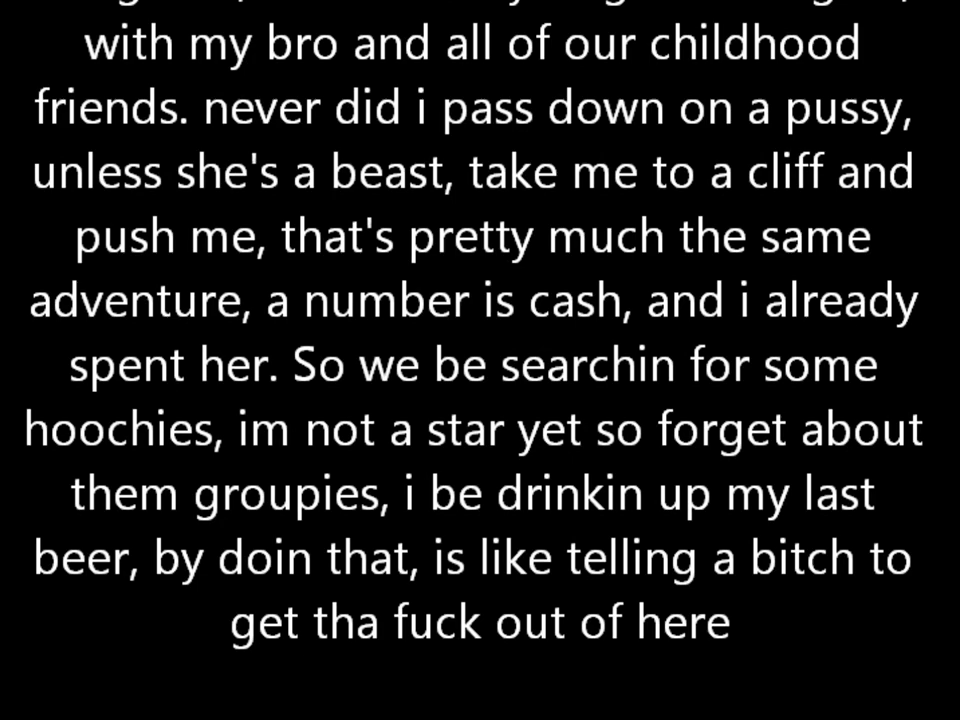 with my bro and all of our childhood
friends. never did i pass down on a pussy,
unless she's a beast, take me to a cliff and
push me, that's pretty much the same
adventure, a number is cash, and i already
spent her. So we be searchin for some
hoochies, im not a star yet so forget about
them groupies, i be drinkin up my last
beer, by doin that, is like telling a bitch to
get tha fuck out of here